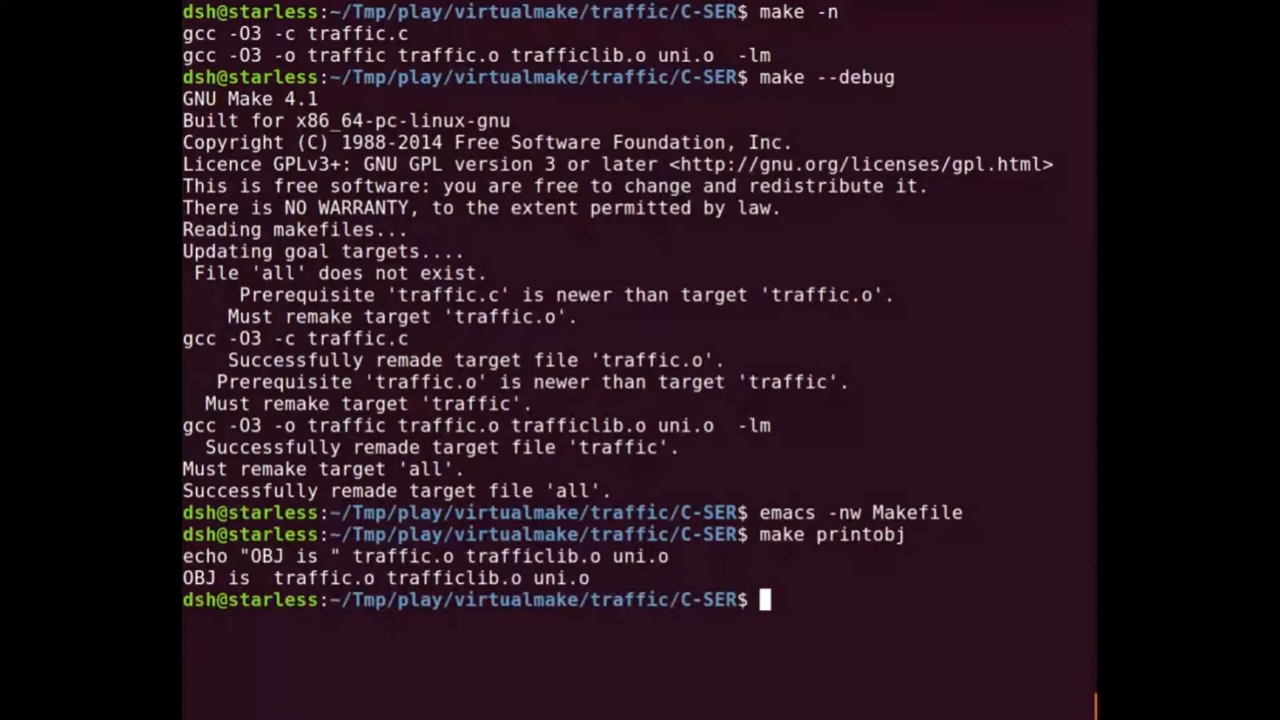 dsh@starless:~/Tmp/play/virtualmake/traffic/C-SER$ make -n
gcc -O3 -c traffic.c
gcc -O3 -o traffic traffic.o trafficlib.o uni.o  -lm
dsh@starless:~/Tmp/play/virtualmake/traffic/C-SER$ make --debug
GNU Make 4.1
Built for x86_64-pc-linux-gnu
Copyright (C) 1988-2014 Free Software Foundation, Inc.
Licence GPLv3+: GNU GPL version 3 or later <http://gnu.org/licenses/gpl.html>
This is free software: you are free to change and redistribute it.
There is NO WARRANTY, to the extent permitted by law.
Reading makefiles...
Updating goal targets....
 File 'all' does not exist.
     Prerequisite 'traffic.c' is newer than target 'traffic.o'.
    Must remake target 'traffic.o'.
gcc -O3 -c traffic.c
    Successfully remade target file 'traffic.o'.
   Prerequisite 'traffic.o' is newer than target 'traffic'.
  Must remake target 'traffic'.
gcc -O3 -o traffic traffic.o trafficlib.o uni.o  -lm
  Successfully remade target file 'traffic'.
Must remake target 'all'.
Successfully remade target file 'all'.
dsh@starless:~/Tmp/play/virtualmake/traffic/C-SER$ emacs -nw Makefile
dsh@starless:~/Tmp/play/virtualmake/traffic/C-SER$ make printobj
echo "OBJ is " traffic.o trafficlib.o uni.o
OBJ is  traffic.o trafficlib.o uni.o
dsh@starless:~/Tmp/play/virtualmake/traffic/C-SER$